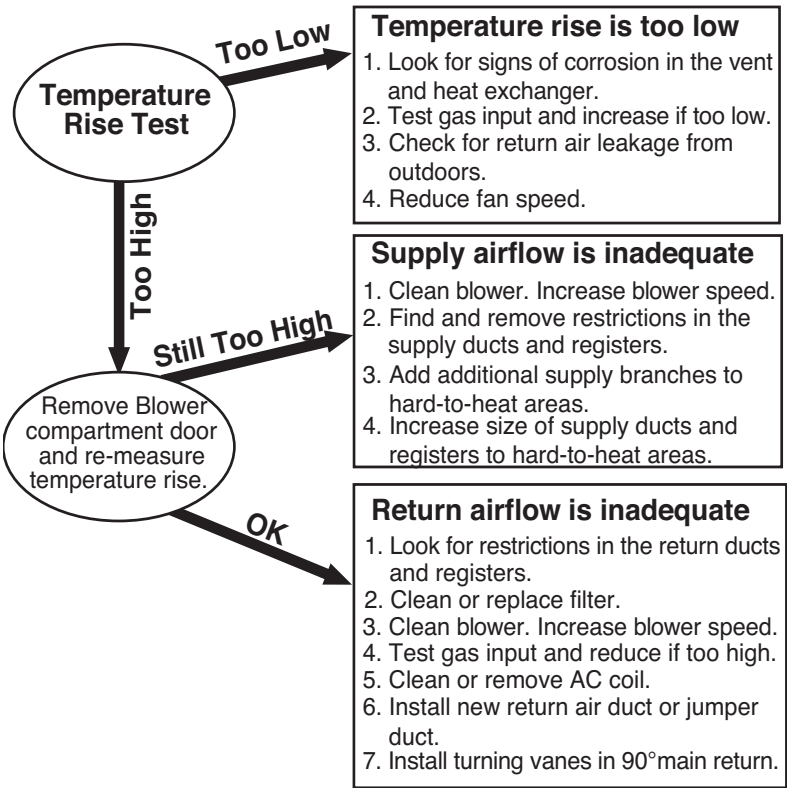 Temperature
Rise Test
Too Low
Temperature rise is too low
1. Look for signs of corrosion in the vent
and heat exchanger.
2. Test gas input and increase if too low.
3. Check for return air leakage from
outdoors.
4. Reduce fan speed.
Too High
Remove Blower
compartment door
and re-measure
temperature rise.
Still Too High
Supply airflow is inadequate
1. Clean blower. Increase blower speed.
2. Find and remove restrictions in the
supply ducts and registers.
3. Add additional supply branches to
hard-to-heat areas.
4. Increase size of supply ducts and
registers to hard-to-heat areas.
OK
Return airflow is inadequate
1. Look for restrictions in the return ducts
and registers.
2. Clean or replace filter.
3. Clean blower. Increase blower speed.
4. Test gas input and reduce if too high.
5. Clean or remove AC coil.
6. Install new return air duct or jumper
duct.
7. Install turning vanes in 90°main return.